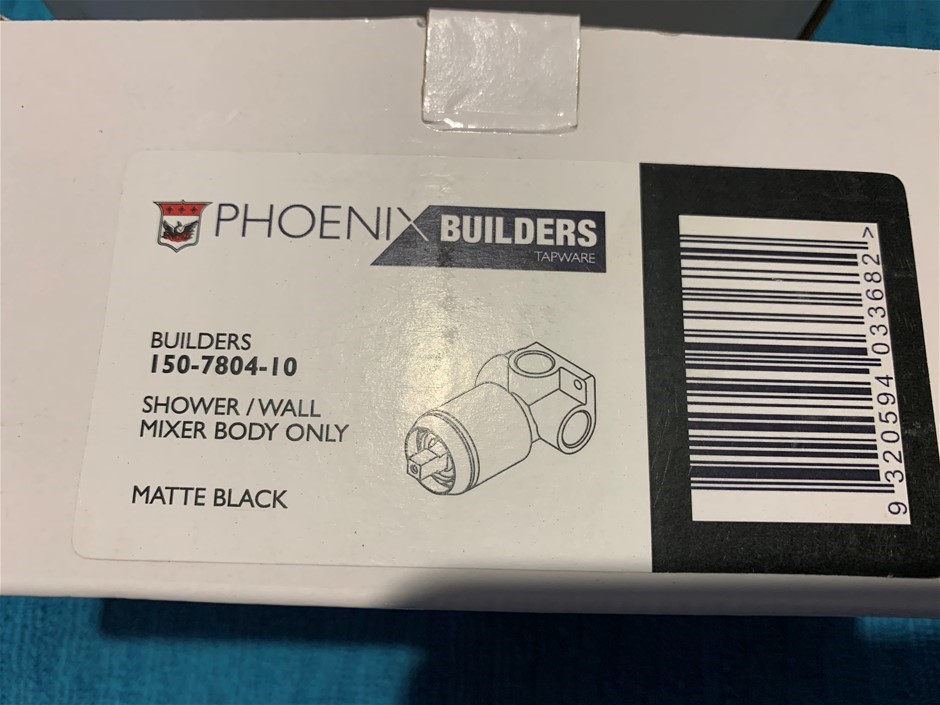 PHOENIX BUILDERS
TAPWARE
BUILDERS
150-7804-10
SHOWER / WALL
MIXER BODY ONLY
MATTE BLACK
9 320594 033682 >